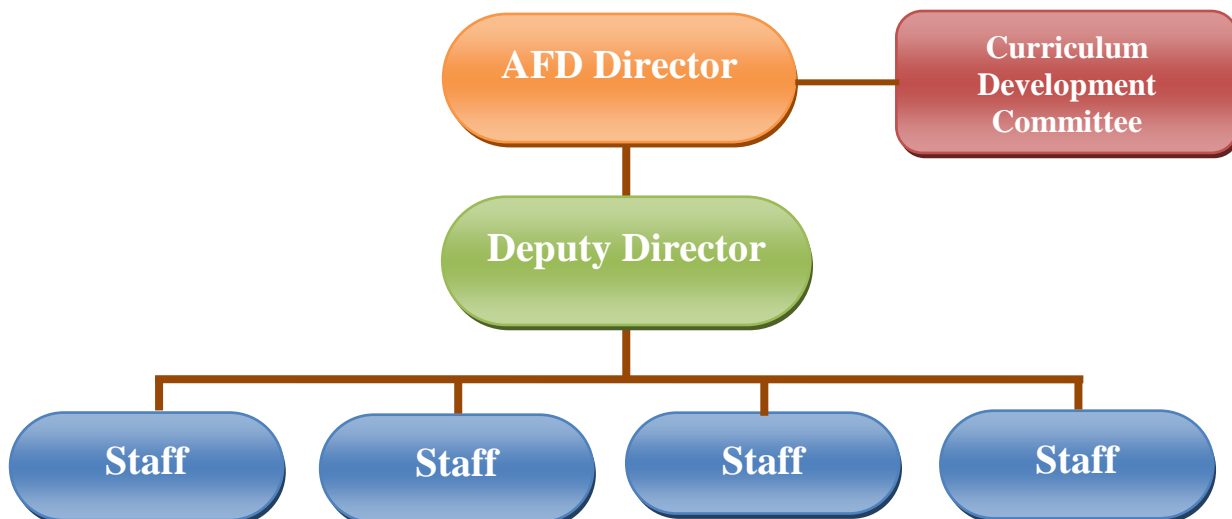 AFD Director
Curriculum
Development
Committee
Deputy Director
Staff
Staff
Staff
Staff